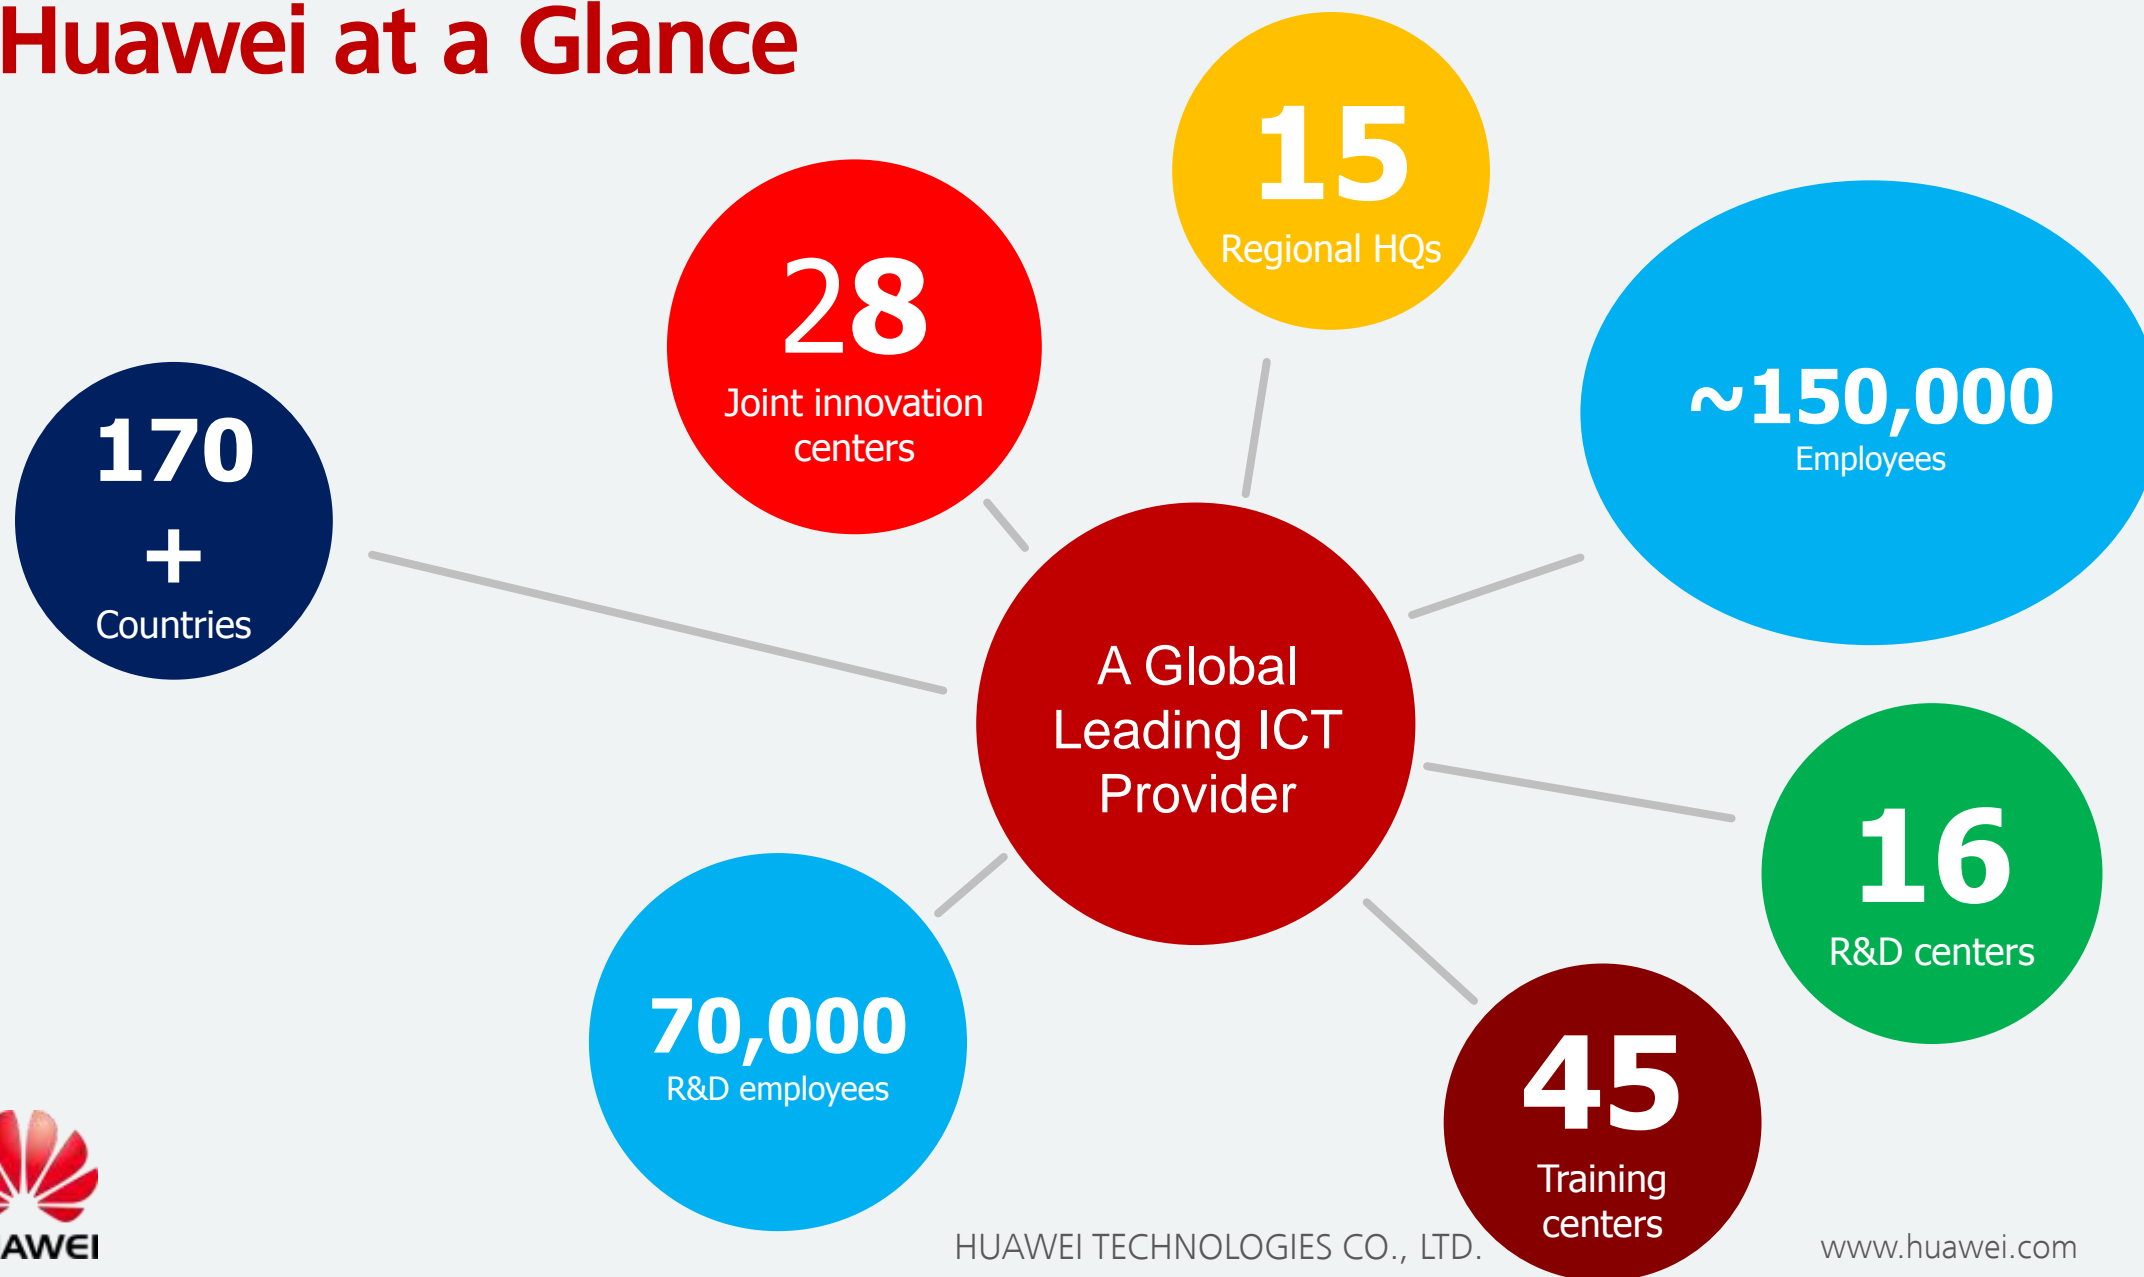 Huawei at a Glance
15
Regional HQs
28
Joint innovation
centers
~150,000
Employees
170
+
Countries
A Global
Leading ICT
Provider
16
R&D centers
70,000
R&D employees
45
Training
centers
AWEI
HUAWEI TECHNOLOGIES CO., LTD.
www.huawei.com